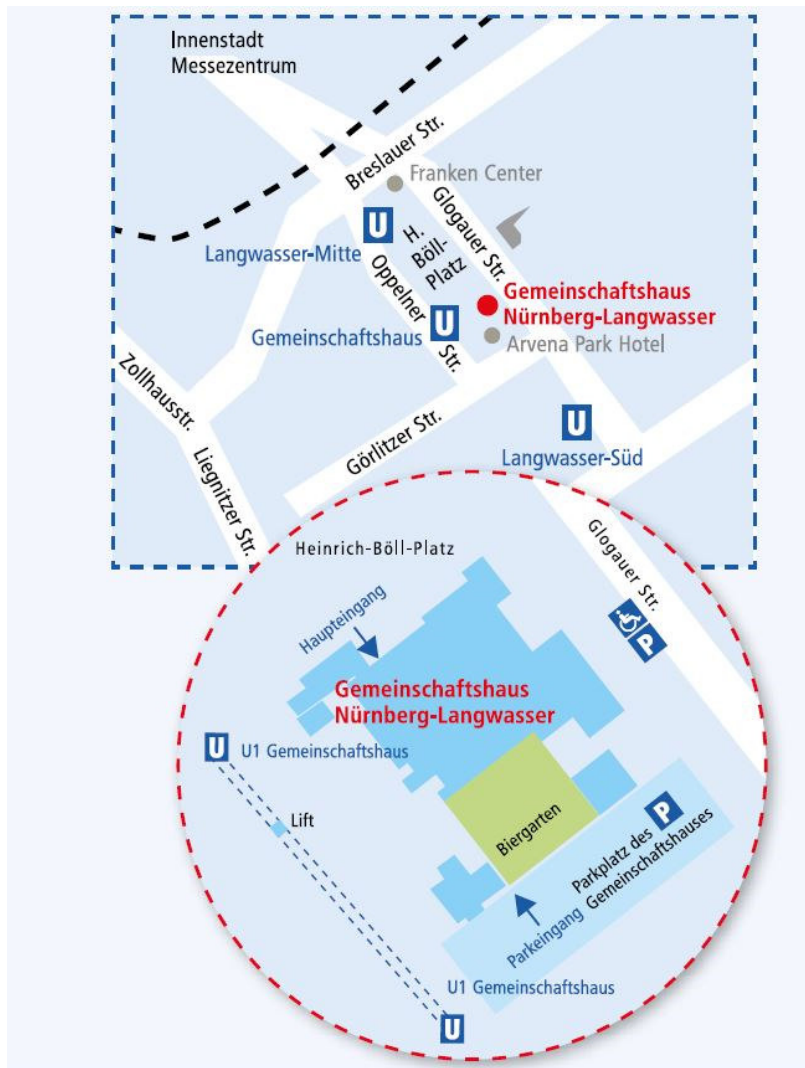 Innenstadt
Messezentrum
Breslauer Str.
Franken Center
Glogauer Str.
U
H.
Böll-
Platz
Langwasser-Mitte
Oppelner
Str.
Gemeinschaftshaus
Nürnberg-Langwasser
U
Gemeinschaftshaus
Arvena Park Hotel
Zollhausstr.
Liegnitzer Str.
Görlitzer Str.
U
Langwasser-Süd
Heinrich-Böll-Platz
Glogauer Str.
Haupteingang
P
Gemeinschaftshaus
Nürnberg-Langwasser
U
U1 Gemeinschaftshaus
Lift
Biergarten
P
Parkplatz des
Gemeinschaftshauses
Parkeingang
U1 Gemeinschaftshaus
U